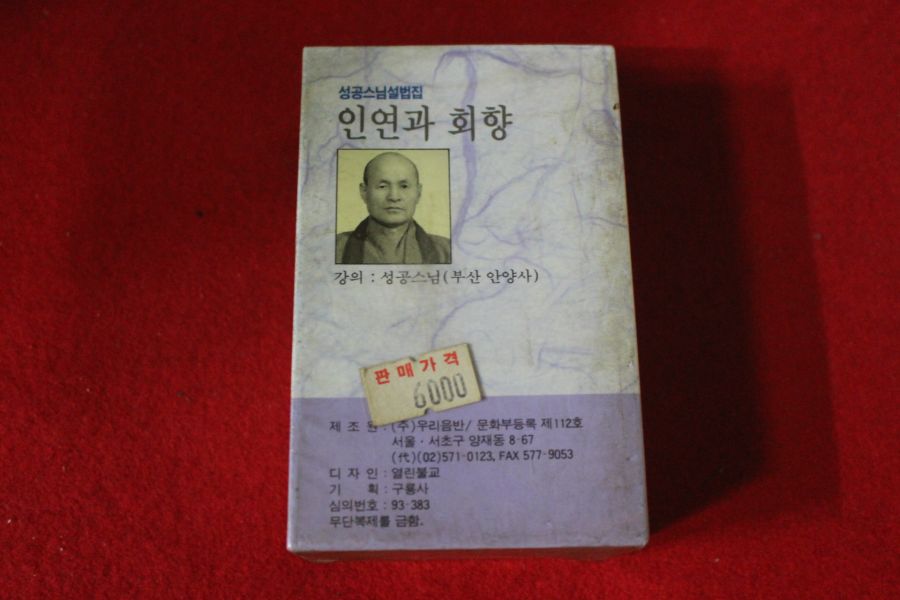 성공스님설법집
인연과 회향
강의 : 성공스님(부산 안양사)
판매가격
6000
제 조 원 : (주)우리음반/ 문화부등록 제112호
서울·서초구 양재동 8-67
(代)(02)571-0123, FAX 577-9053
디 자 인 : 열린불교
기 획 : 구룡사
심의번호 : 93-383
무단복제를 금함.